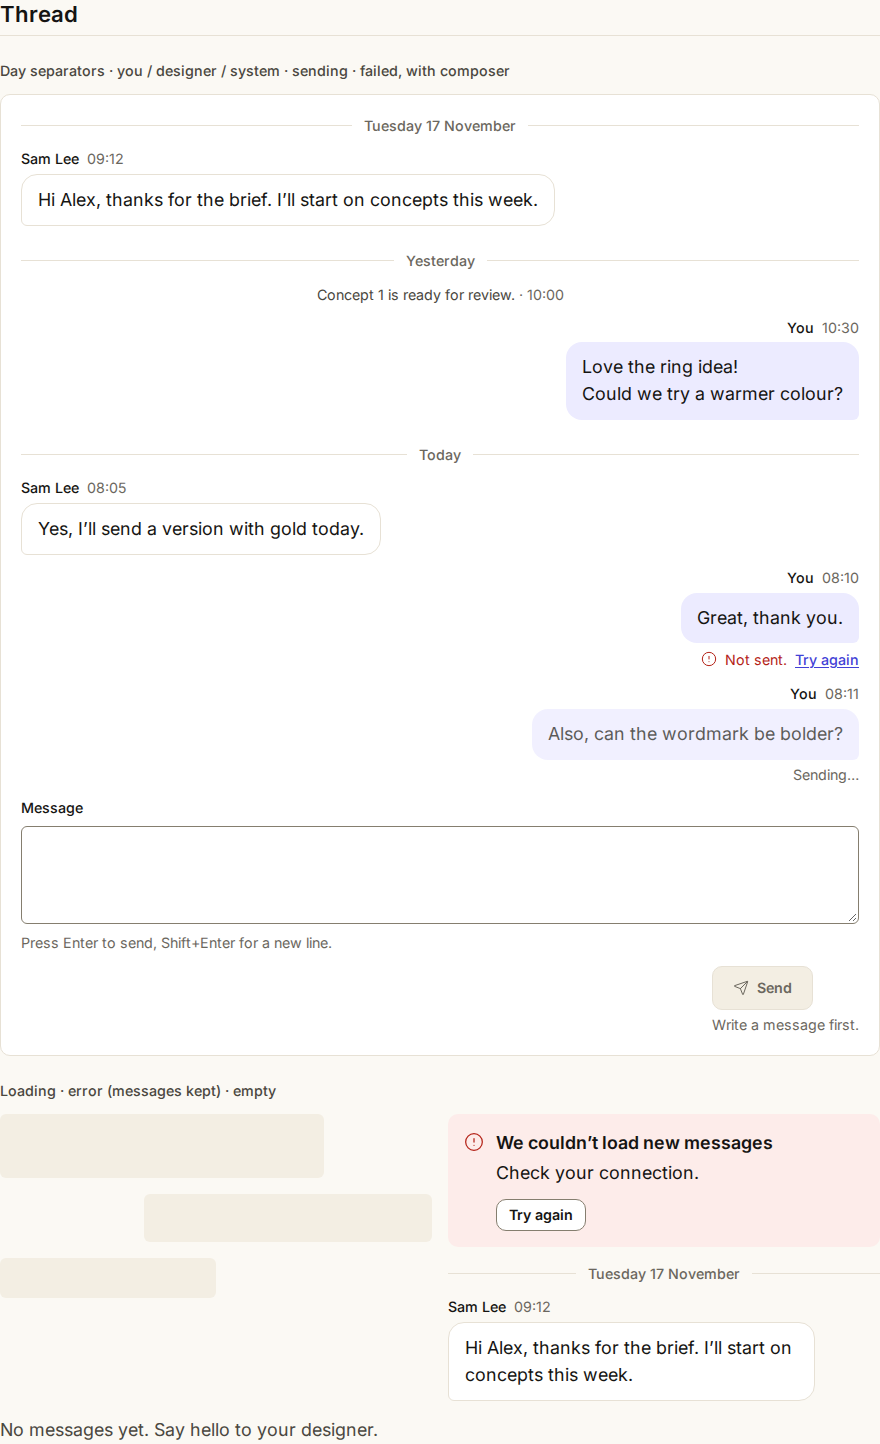 Thread
Day separators · you / designer / system · sending · failed, with composer
Tuesday 17 November
Sam Lee 09:12
Hi Alex, thanks for the brief. I’ll start on concepts this week.
Yesterday
Concept 1 is ready for review. · 10:00
You 10:30
Love the ring idea!
Could we try a warmer colour?
Today
Sam Lee 08:05
Yes, I’ll send a version with gold today.
You 08:10
Great, thank you.
Not sent. Try again
You 08:11
Also, can the wordmark be bolder?
Sending…
Message
Press Enter to send, Shift+Enter for a new line.
Send
Write a message first.
Loading · error (messages kept) · empty
We couldn’t load new messages
Check your connection.
Try again
Tuesday 17 November
Sam Lee 09:12
Hi Alex, thanks for the brief. I’ll start on
concepts this week.
No messages yet. Say hello to your designer.